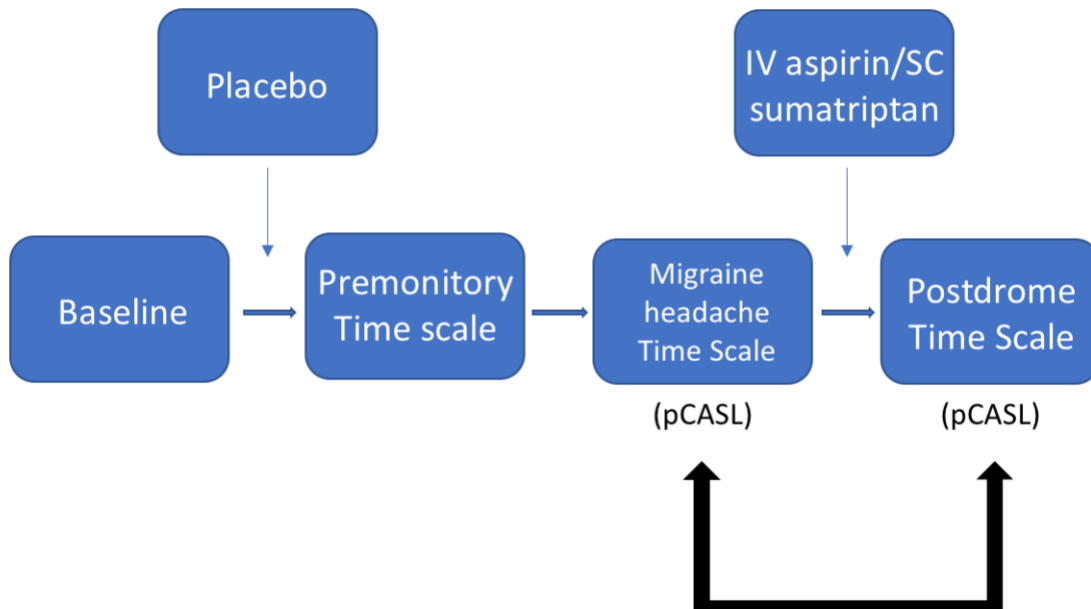 Placebo
IV aspirin/SC
sumatriptan
Baseline
Premonitory
Time scale
Migraine
headache
Time Scale
Postdrome
Time Scale
(pCASL)
(pCASL)